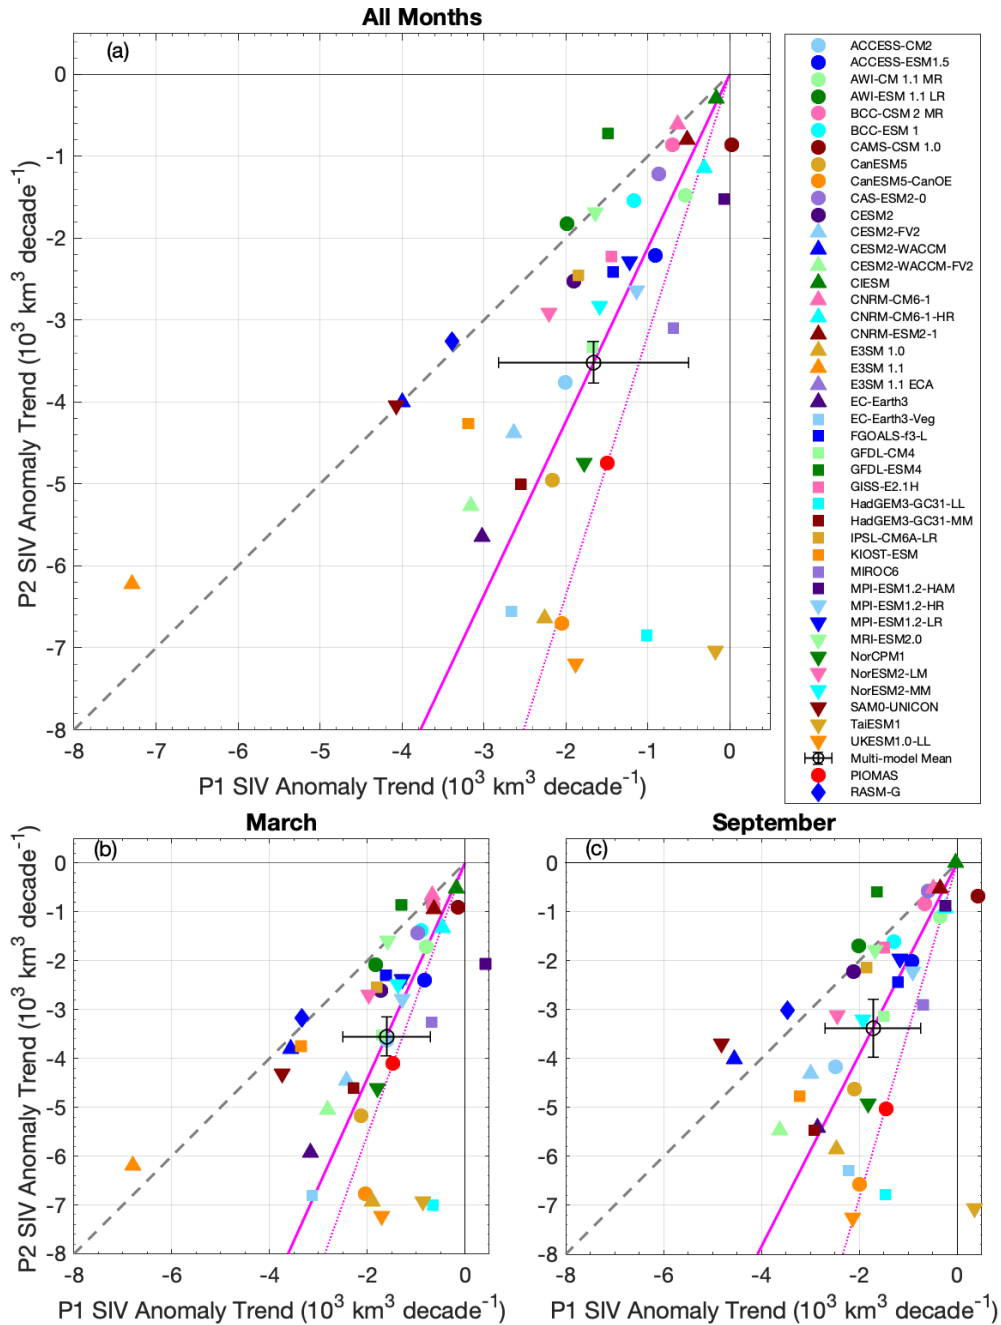 All Months
(a)
0
-1
-2
-3
-4
-5
-6
-7
-8
P2 SIV Anomaly Trend (10³ km³ decade⁻¹)
-8 -7 -6 -5 -4 -3 -2 -1 0
P1 SIV Anomaly Trend (10³ km³ decade⁻¹)
ACCESS-CM2
ACCESS-ESM1.5
AWI-CM 1.1 MR
AWI-ESM 1.1 LR
BCC-CSM 2 MR
BCC-ESM 1
CAMS-CSM 1.0
CanESM5
CanESM5-CanOE
CAS-ESM2-0
CESM2
CESM2-FV2
CESM2-WACCM
CESM2-WACCM-FV2
CIESM
CNRM-CM6-1
CNRM-CM6-1-HR
CNRM-ESM2-1
E3SM 1.0
E3SM 1.1
E3SM 1.1 ECA
EC-Earth3
EC-Earth3-Veg
FGOALS-f3-L
GFDL-CM4
GFDL-ESM4
GISS-E2.1H
HadGEM3-GC31-LL
HadGEM3-GC31-MM
IPSL-CM6A-LR
KIOST-ESM
MIROC6
MPI-ESM1.2-HAM
MPI-ESM1.2-HR
MPI-ESM1.2-LR
MRI-ESM2.0
NorCPM1
NorESM2-LM
NorESM2-MM
SAM0-UNICON
TaiESM1
UKESM1.0-LL
Multi-model Mean
PIOMAS
RASM-G
March
(b)
0
-1
-2
-3
-4
-5
-6
-7
-8
P2 SIV Anomaly Trend (10³ km³ decade⁻¹)
-8 -6 -4 -2 0
P1 SIV Anomaly Trend (10³ km³ decade⁻¹)
September
(c)
0
-1
-2
-3
-4
-5
-6
-7
-8
-8 -6 -4 -2 0
P1 SIV Anomaly Trend (10³ km³ decade⁻¹)